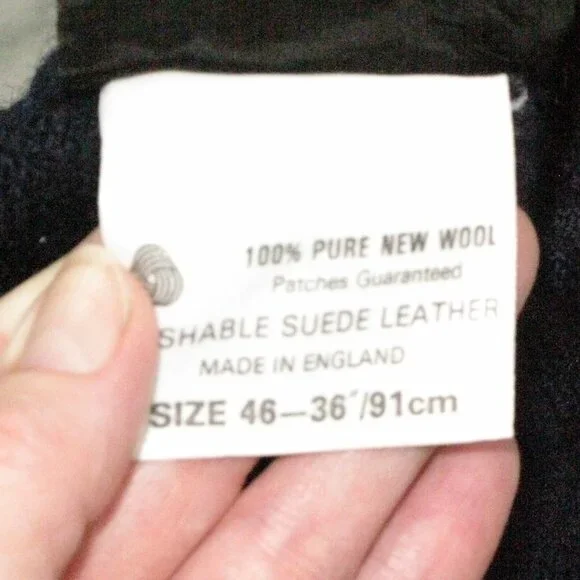 100% PURE NEW WOOL
Patches Guaranteed
SHABLE SUEDE LEATHER
MADE IN ENGLAND
SIZE 46—36"/91cm